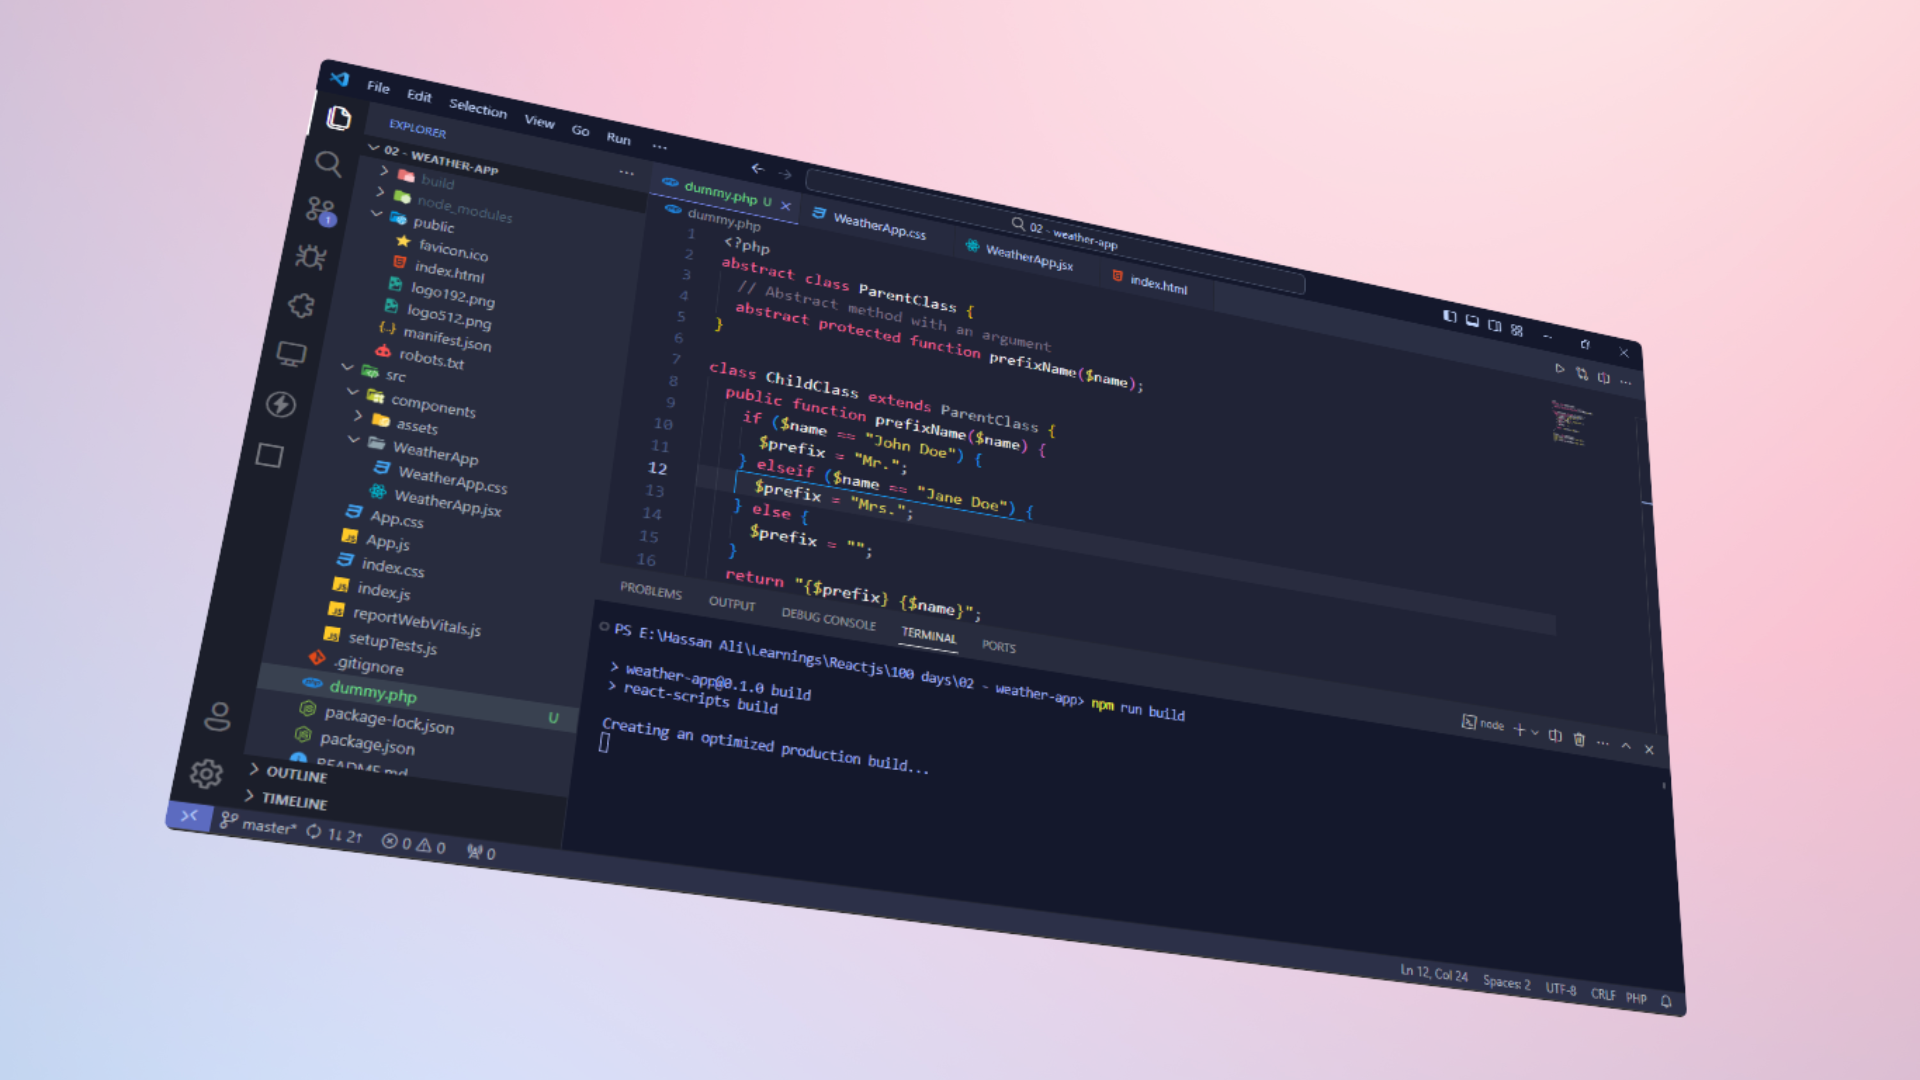 File Edit Selection View Go Run ···
02 - weather-app
EXPLORER
02 - WEATHER-APP
build
node_modules
public
favicon.ico
index.html
logo192.png
logo512.png
manifest.json
robots.txt
src
components
assets
WeatherApp
WeatherApp.css
WeatherApp.jsx
App.css
App.js
index.css
index.js
reportWebVitals.js
setupTests.js
.gitignore
dummy.php U
package-lock.json
package.json
README.md
OUTLINE
TIMELINE
dummy.php U WeatherApp.css WeatherApp.jsx index.html
dummy.php
1 <?php
2 abstract class ParentClass {
3 // Abstract method with an argument
4 abstract protected function prefixName($name);
5 }
6
7 class ChildClass extends ParentClass {
8 public function prefixName($name) {
9 if ($name == "John Doe") {
10 $prefix = "Mr.";
11 } elseif ($name == "Jane Doe") {
12 $prefix = "Mrs.";
13 } else {
14 $prefix = "";
15 }
16 return "{$prefix} {$name}";
PROBLEMS OUTPUT DEBUG CONSOLE TERMINAL PORTS
node
PS E:\Hassan Ali\Learnings\Reactjs\100 days\02 - weather-app> npm run build
> weather-app@0.1.0 build
> react-scripts build
Creating an optimized production build...
master* 1↓ 2↑ 0 0 0
Ln 12, Col 24 Spaces: 2 UTF-8 CRLF PHP